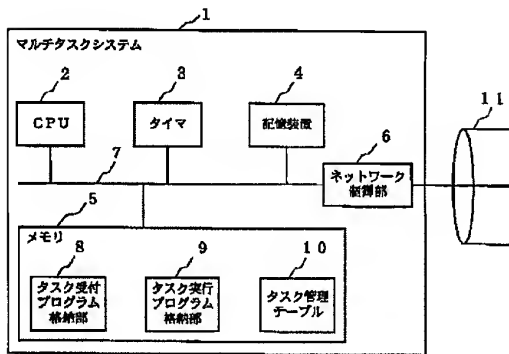 1
マルチタスクシステム
2
3
4
11
CPU
タイマ
記憶装置
6
7
ネットワーク
制御部
5
メモリ
8
9
10
タスク受付
プログラム
格納部
タスク実行
プログラム
格納部
タスク管理
テーブル